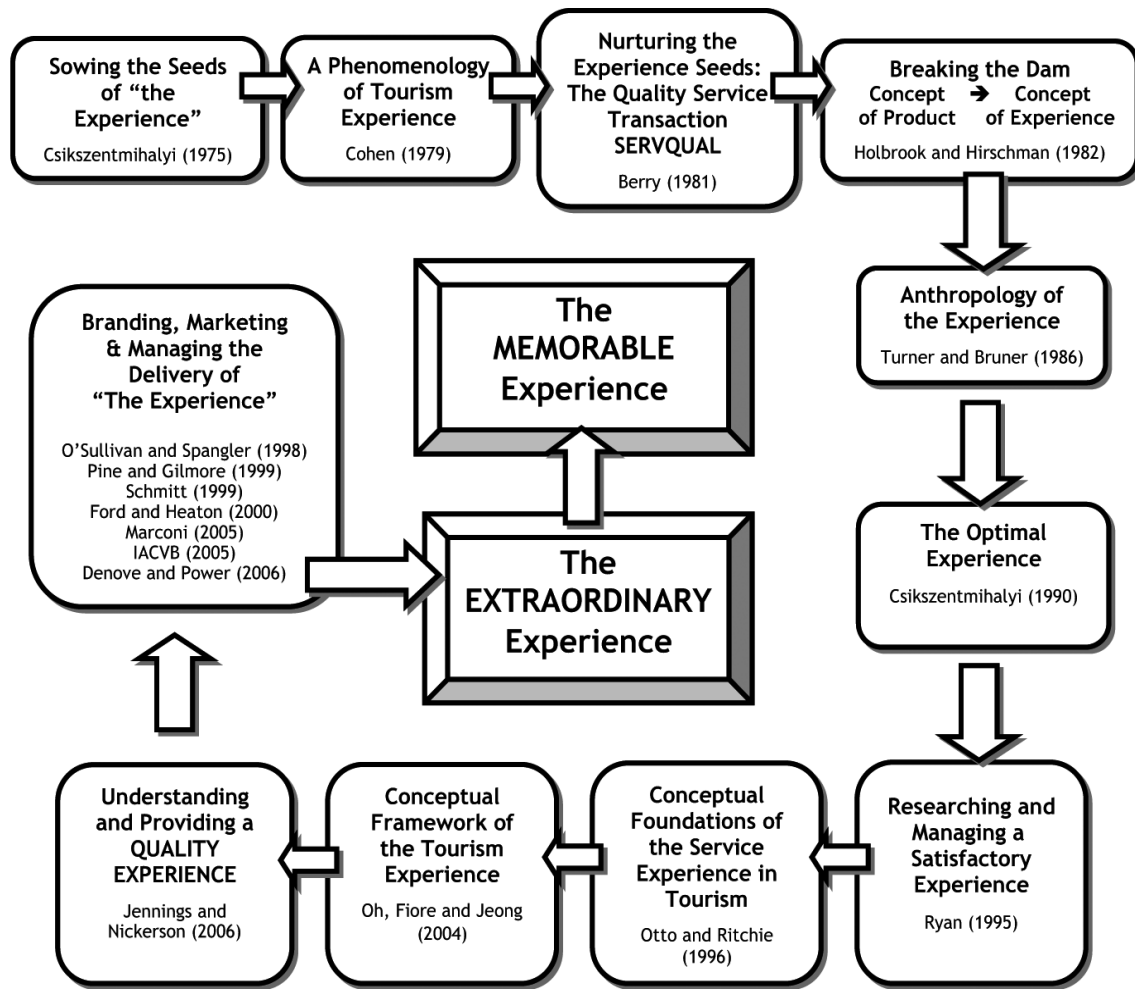 Sowing the Seeds
of “the
Experience”
Csikszentmihalyi (1975)
A Phenomenology
of Tourism
Experience
Cohen (1979)
Nurturing the
Experience Seeds:
The Quality Service
Transaction
SERVQUAL
Berry (1981)
Breaking the Dam
Concept ➔ Concept
of Product of Experience
Holbrook and Hirschman (1982)
Anthropology of
the Experience
Turner and Bruner (1986)
The Optimal
Experience
Csikszentmihalyi (1990)
Researching and
Managing a
Satisfactory
Experience
Ryan (1995)
Conceptual
Foundations of
the Service
Experience in
Tourism
Otto and Ritchie
(1996)
Conceptual
Framework of
the Tourism
Experience
Oh, Fiore and Jeong
(2004)
Understanding
and Providing a
QUALITY
EXPERIENCE
Jennings and
Nickerson (2006)
Branding, Marketing
& Managing the
Delivery of
“The Experience”
O’Sullivan and Spangler (1998)
Pine and Gilmore (1999)
Schmitt (1999)
Ford and Heaton (2000)
Marconi (2005)
IACVB (2005)
Denove and Power (2006)
The
EXTRAORDINARY
Experience
The
MEMORABLE
Experience